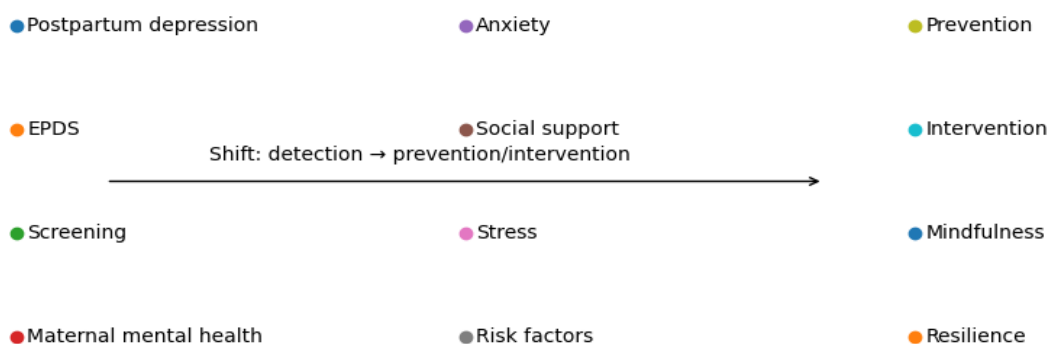 Postpartum depression
Anxiety
Prevention
EPDS
Social support
Intervention
Shift: detection → prevention/intervention
Screening
Stress
Mindfulness
Maternal mental health
Risk factors
Resilience